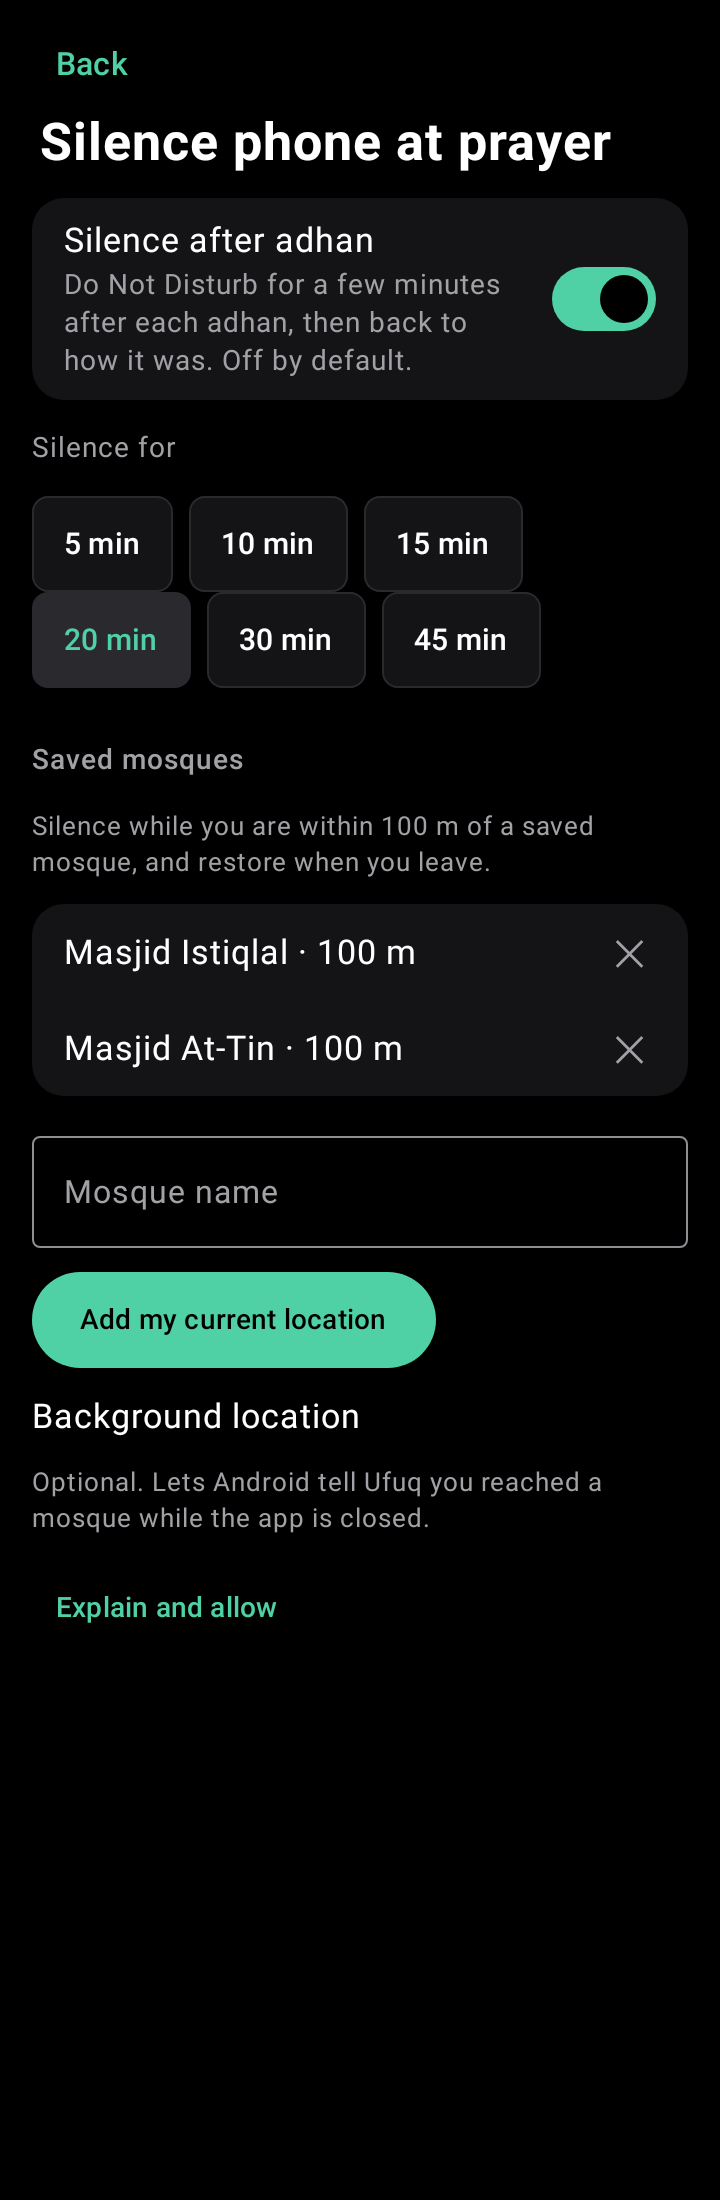 Back
Silence phone at prayer
Silence after adhan
Do Not Disturb for a few minutes
after each adhan, then back to
how it was. Off by default.
Silence for
5 min
10 min
15 min
20 min
30 min
45 min
Saved mosques
Silence while you are within 100 m of a saved
mosque, and restore when you leave.
Masjid Istiqlal · 100 m
Masjid At-Tin · 100 m
Mosque name
Add my current location
Background location
Optional. Lets Android tell Ufuq you reached a
mosque while the app is closed.
Explain and allow